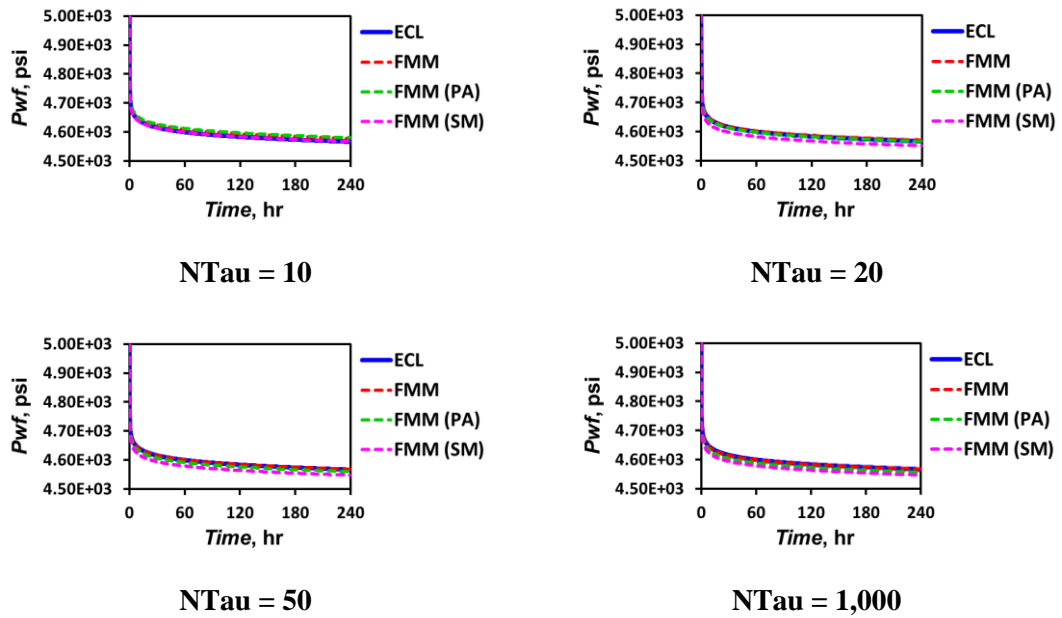 5.00E+03
4.90E+03
4.80E+03
4.70E+03
4.60E+03
4.50E+03
Pwf, psi
0 60 120 180 240
Time, hr
ECL
FMM
FMM (PA)
FMM (SM)
NTau = 10
5.00E+03
4.90E+03
4.80E+03
4.70E+03
4.60E+03
4.50E+03
Pwf, psi
0 60 120 180 240
Time, hr
ECL
FMM
FMM (PA)
FMM (SM)
NTau = 20
5.00E+03
4.90E+03
4.80E+03
4.70E+03
4.60E+03
4.50E+03
Pwf, psi
0 60 120 180 240
Time, hr
ECL
FMM
FMM (PA)
FMM (SM)
NTau = 50
5.00E+03
4.90E+03
4.80E+03
4.70E+03
4.60E+03
4.50E+03
Pwf, psi
0 60 120 180 240
Time, hr
ECL
FMM
FMM (PA)
FMM (SM)
NTau = 1,000